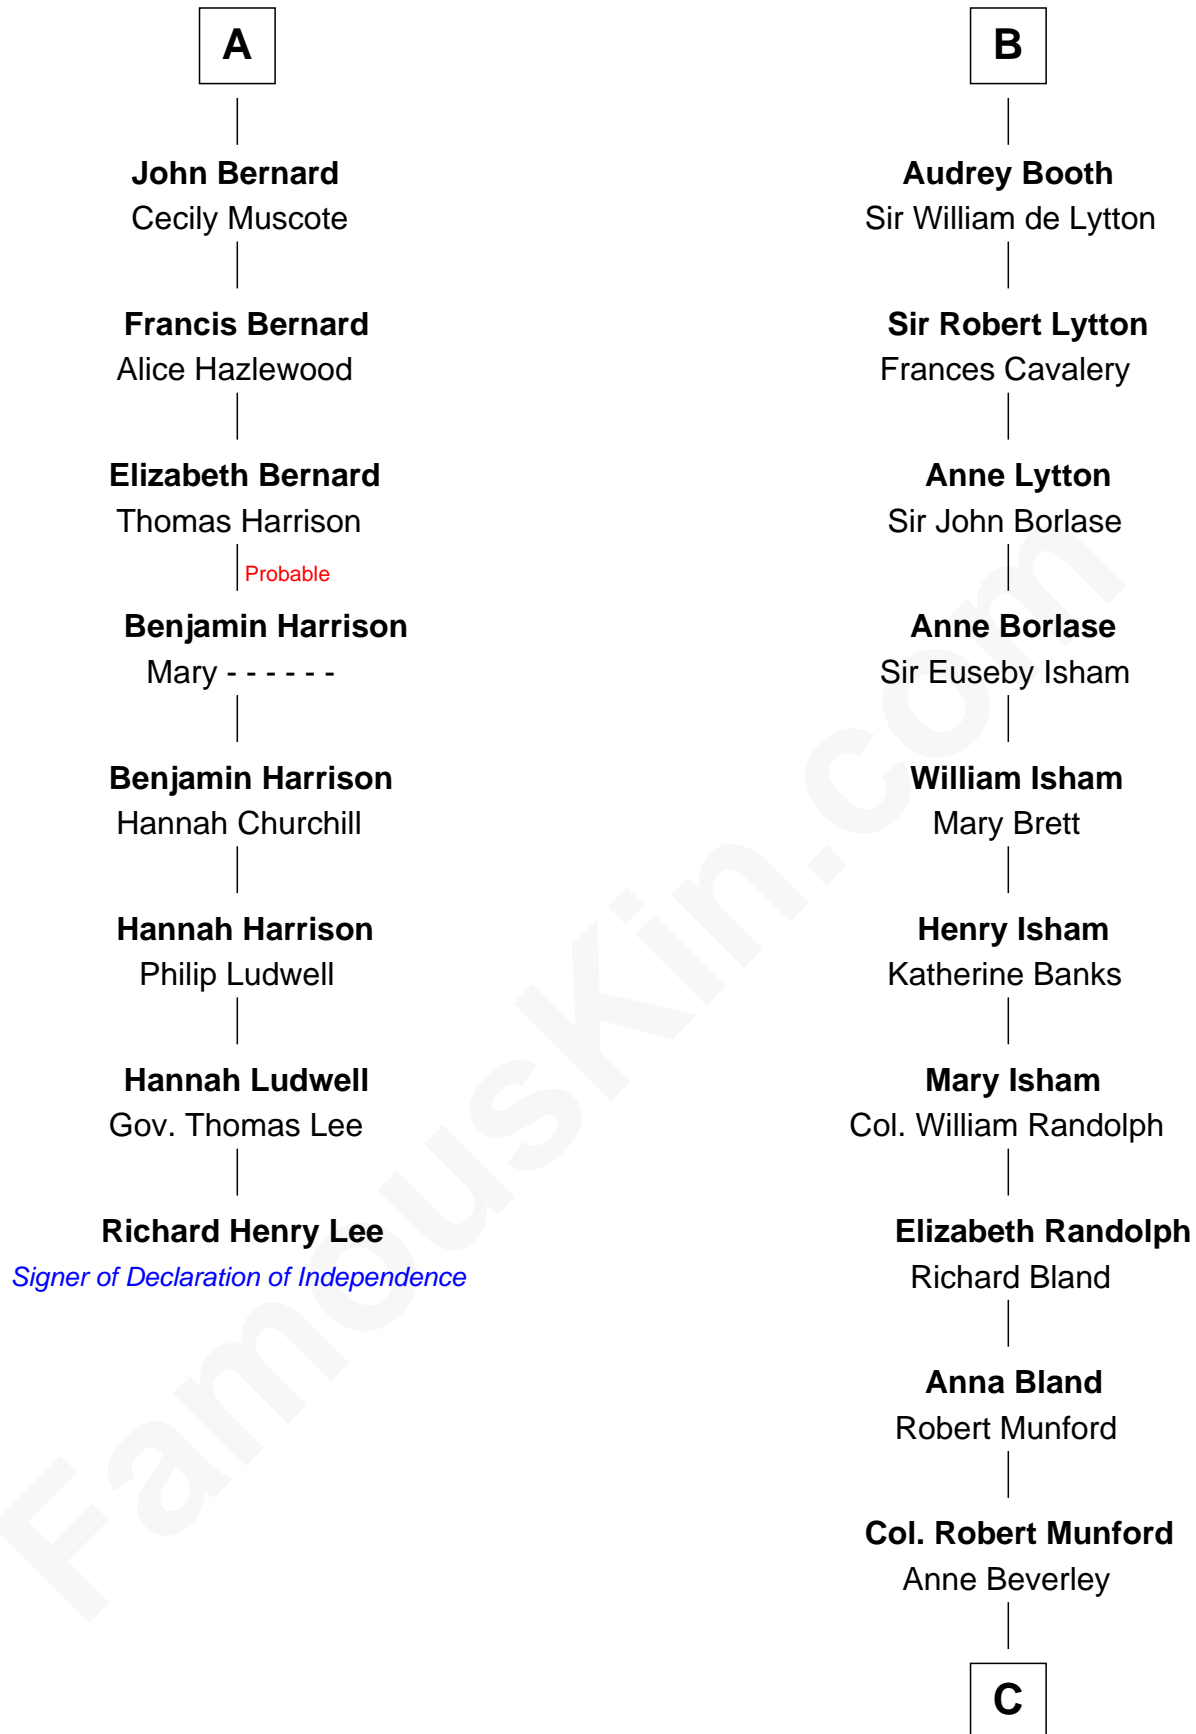 A
John Bernard
Cecily Muscote
Francis Bernard
Alice Hazlewood
Elizabeth Bernard
Thomas Harrison
Probable
Benjamin Harrison
Mary - - - - - -
Benjamin Harrison
Hannah Churchill
Hannah Harrison
Philip Ludwell
Hannah Ludwell
Gov. Thomas Lee
Richard Henry Lee
Signer of Declaration of Independence
B
Audrey Booth
Sir William de Lytton
Sir Robert Lytton
Frances Cavalery
Anne Lytton
Sir John Borlase
Anne Borlase
Sir Euseby Isham
William Isham
Mary Brett
Henry Isham
Katherine Banks
Mary Isham
Col. William Randolph
Elizabeth Randolph
Richard Bland
Anna Bland
Robert Munford
Col. Robert Munford
Anne Beverley
C
FamousKin.com